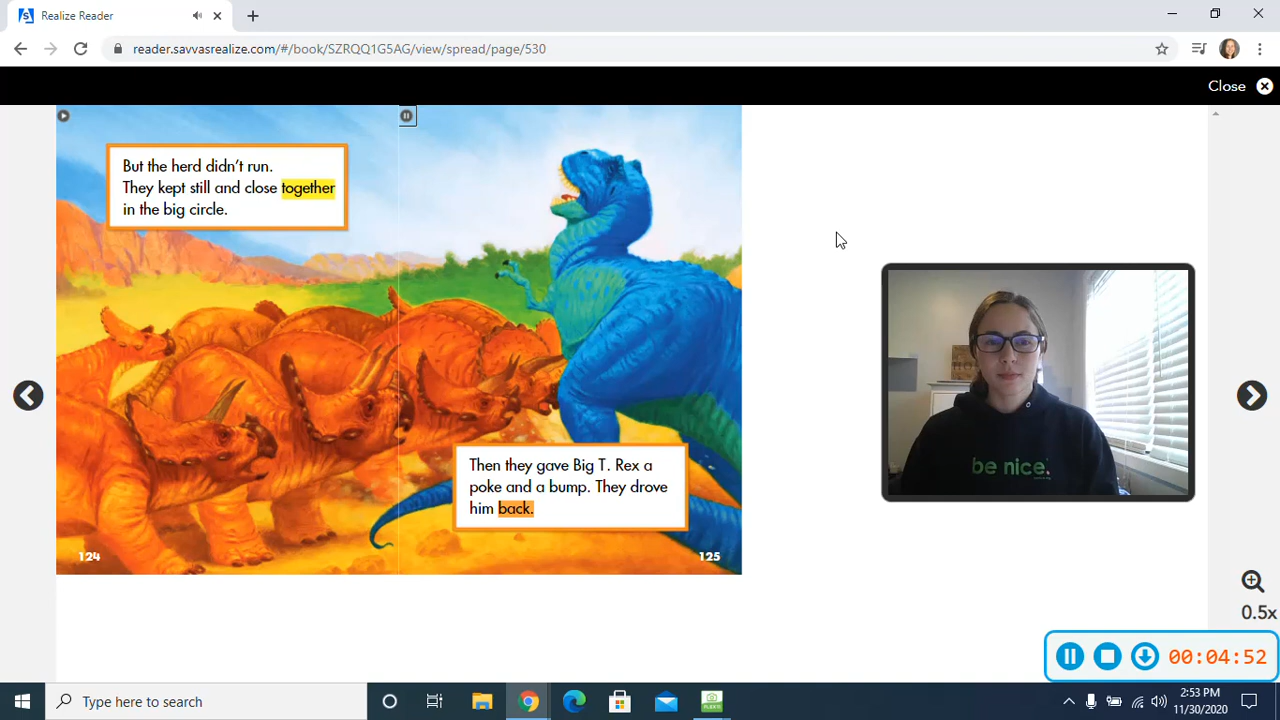 Realize Reader
reader.savvasrealize.com/#/book/SZRQQ1G5AG/view/spread/page/530
Close
But the herd didn't run.
They kept still and close together
in the big circle.
Then they gave Big T. Rex a
poke and a bump. They drove
him back.
124
125
be nice.
0.5x
00:04:52
Type here to search
2:53 PM
11/30/2020